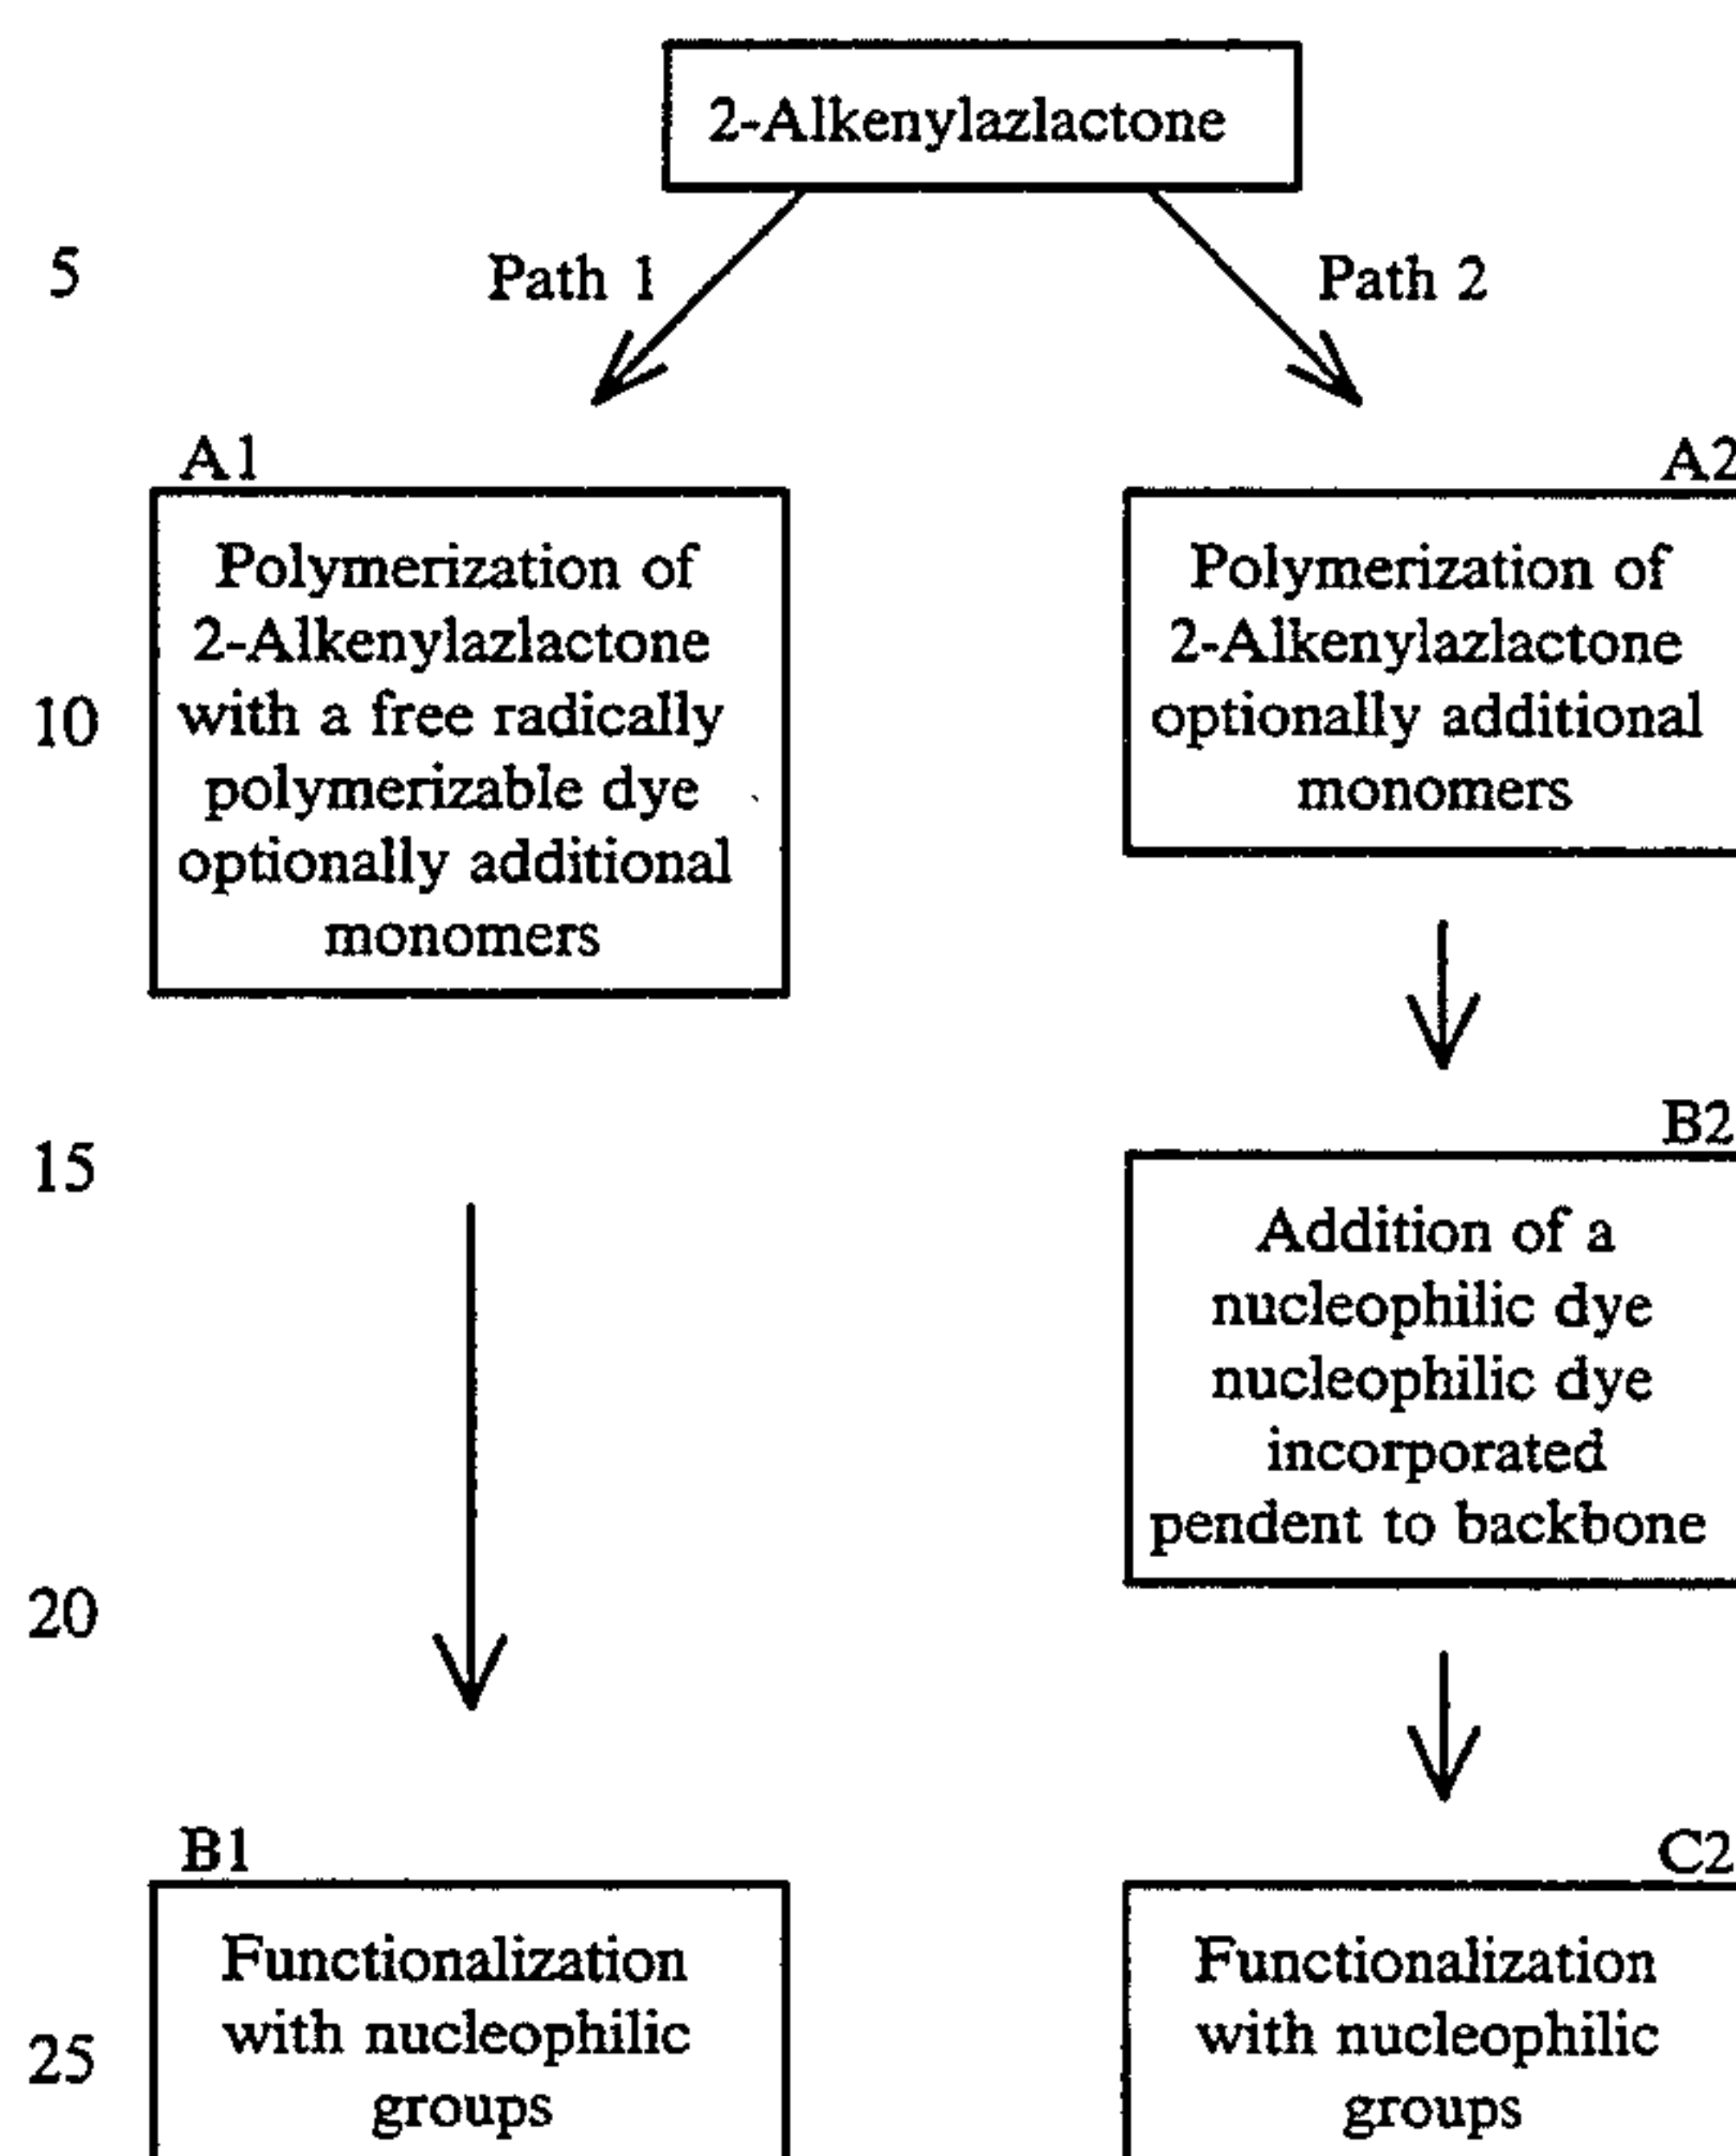 2-Alkenylazlactone
5
Path 1
Path 2
A1
Polymerization of
2-Alkenylazlactone
with a free radically
polymerizable dye
optionally additional
monomers
A2
Polymerization of
2-Alkenylazlactone
optionally additional
monomers
10
15
B2
Addition of a
nucleophilic dye
nucleophilic dye
incorporated
pendent to backbone
20
B1
Functionalization
with nucleophilic
groups
C2
Functionalization
with nucleophilic
groups
25